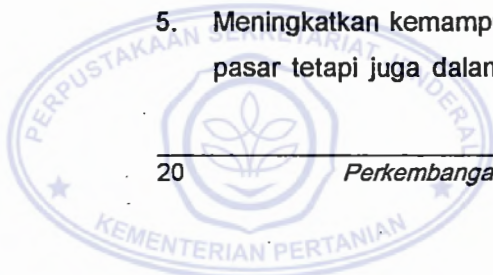 5. Meningkatkan kemamp
pasar tetapi juga dalan
20 Perkembanga
PERPUSTAKAAN SEKRETARIAT JENDERAL
KEMENTERIAN PERTANIAN